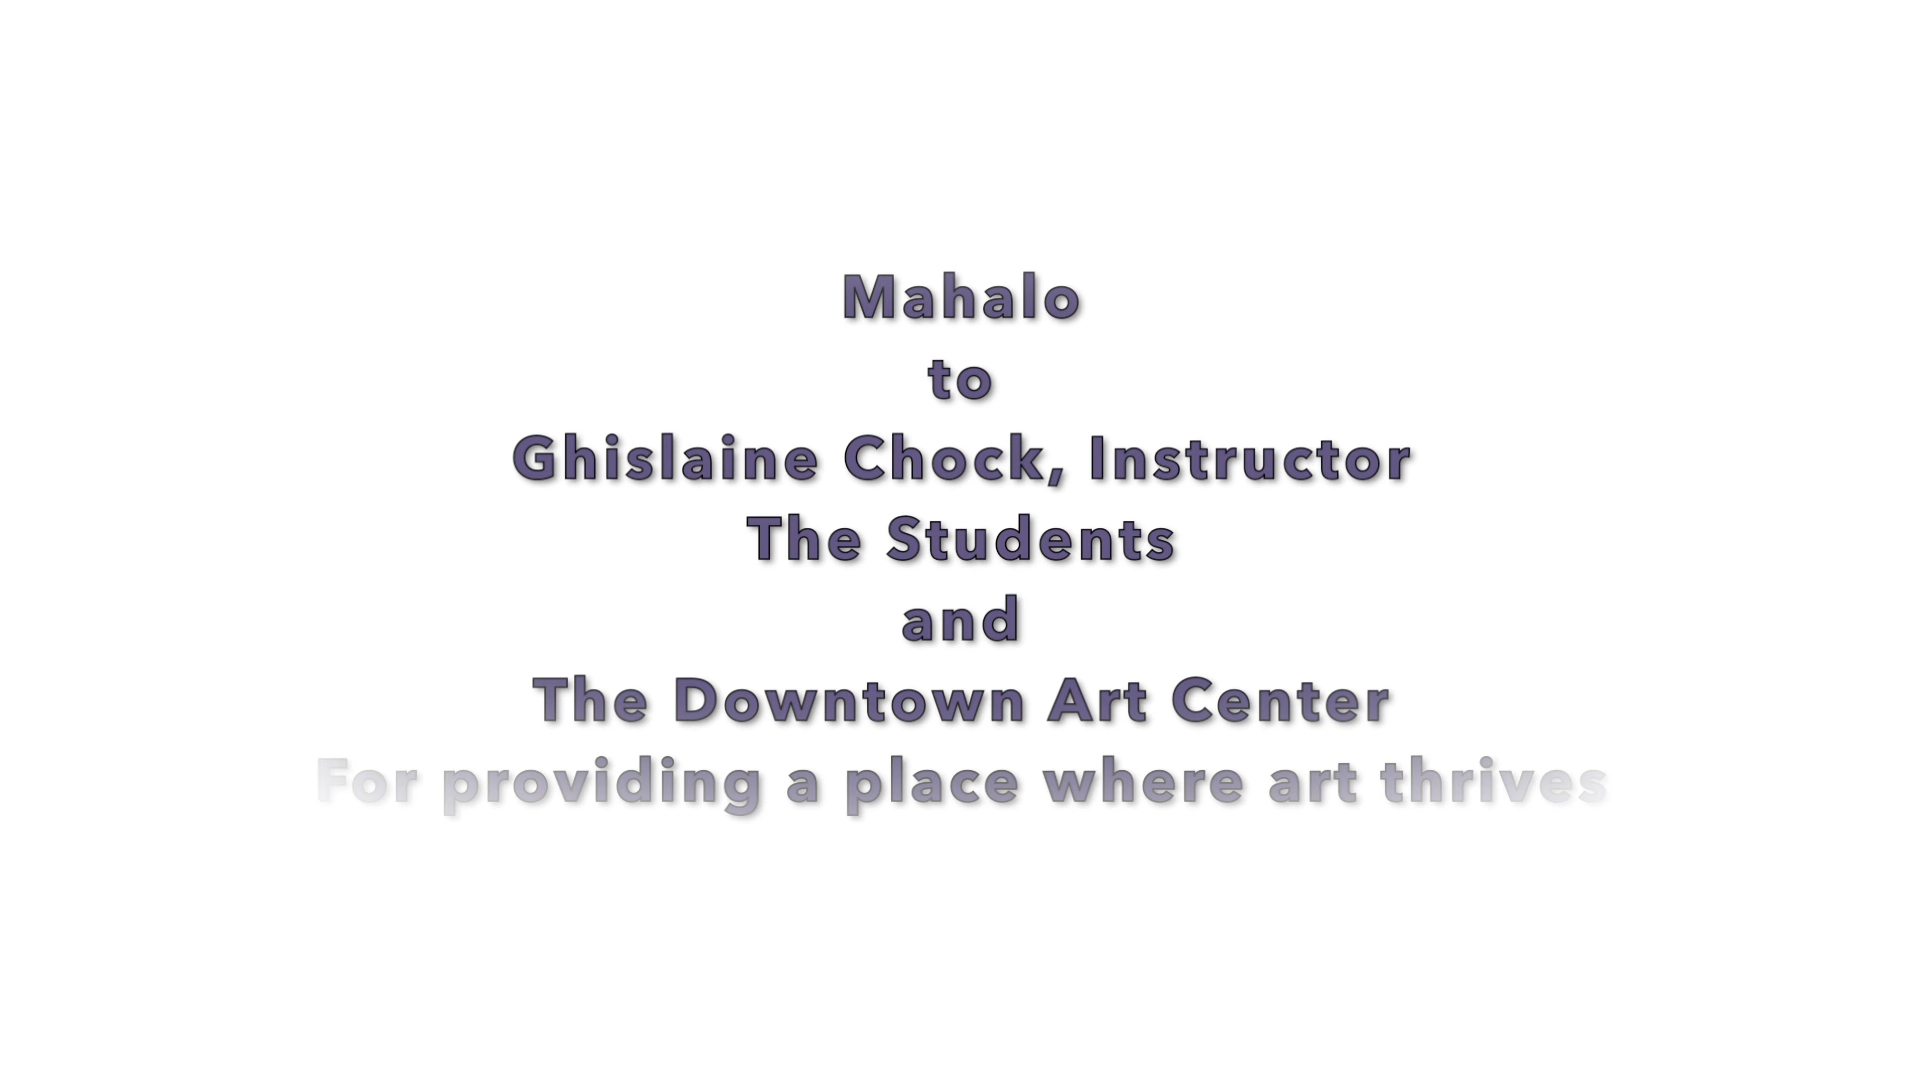 Mahalo
to
Ghislaine Chock, Instructor
The Students
and
The Downtown Art Center
For providing a place where art thrives